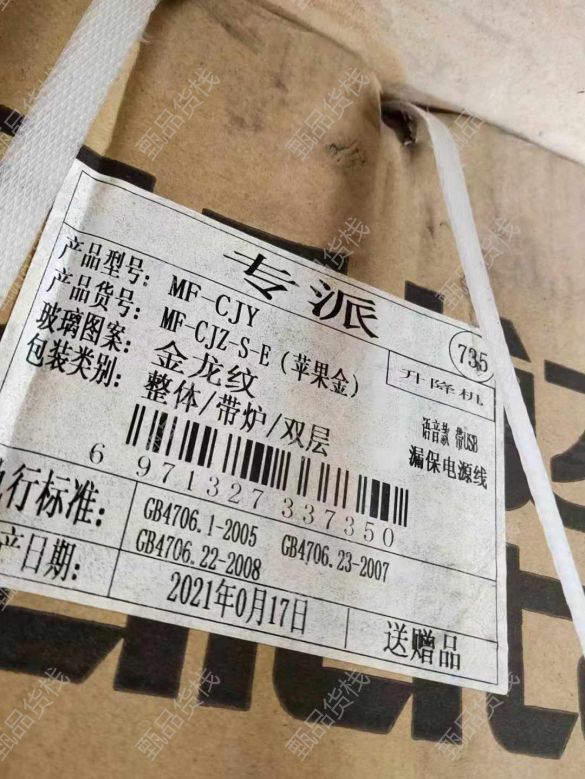 专派
735
产品型号: MF-CJY
升降机
产品货号: MF-CJZ-S-E (苹果金)
玻璃图案: 金龙纹
语音款 带USB
包装类别: 整体/带炉/双层
漏保电源线
6 971327 337350
执行标准: GB4706.1-2005 GB4706.23-2007
GB4706.22-2008
产日期: 2021年0月17日
送赠品
甄品货栈